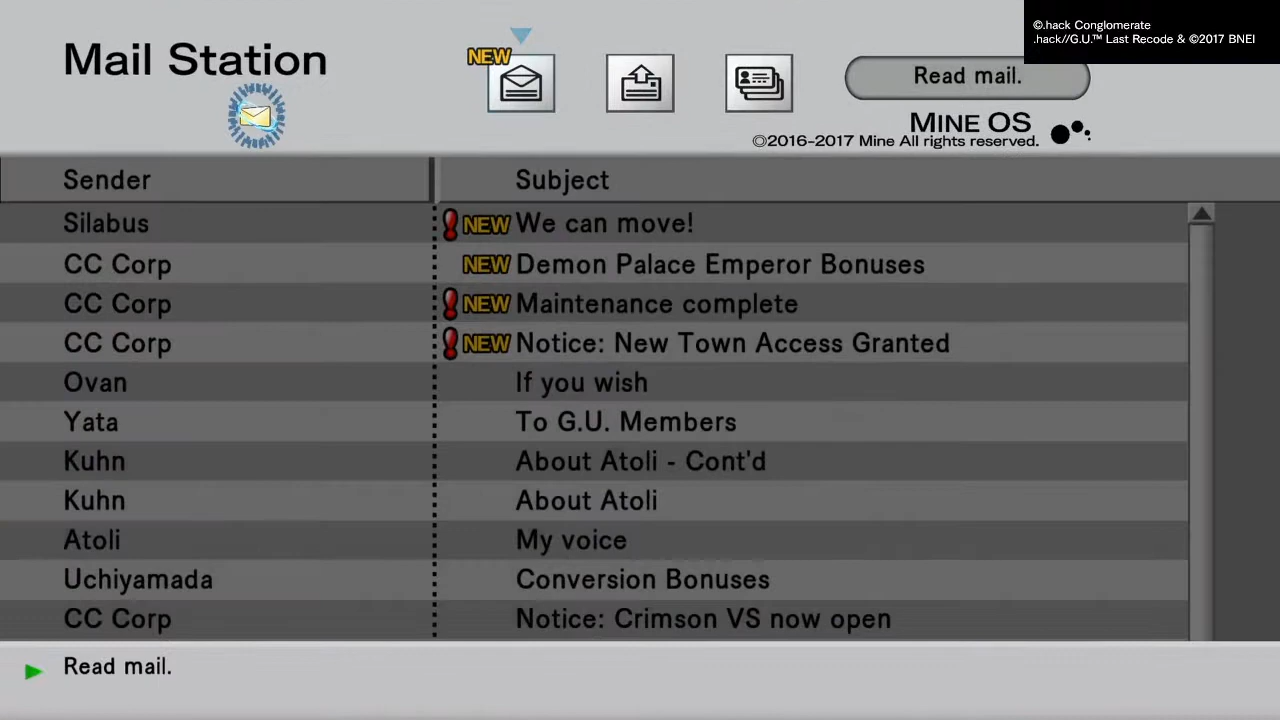 ©.hack Conglomerate
.hack//G.U.™ Last Recode & ©2017 BNEI
Mail Station
NEW
Read mail.
MINE OS
©2016-2017 Mine All rights reserved.
Sender Subject
Silabus NEW We can move!
CC Corp NEW Demon Palace Emperor Bonuses
CC Corp NEW Maintenance complete
CC Corp NEW Notice: New Town Access Granted
Ovan If you wish
Yata To G.U. Members
Kuhn About Atoli - Cont'd
Kuhn About Atoli
Atoli My voice
Uchiyamada Conversion Bonuses
CC Corp Notice: Crimson VS now open
Read mail.